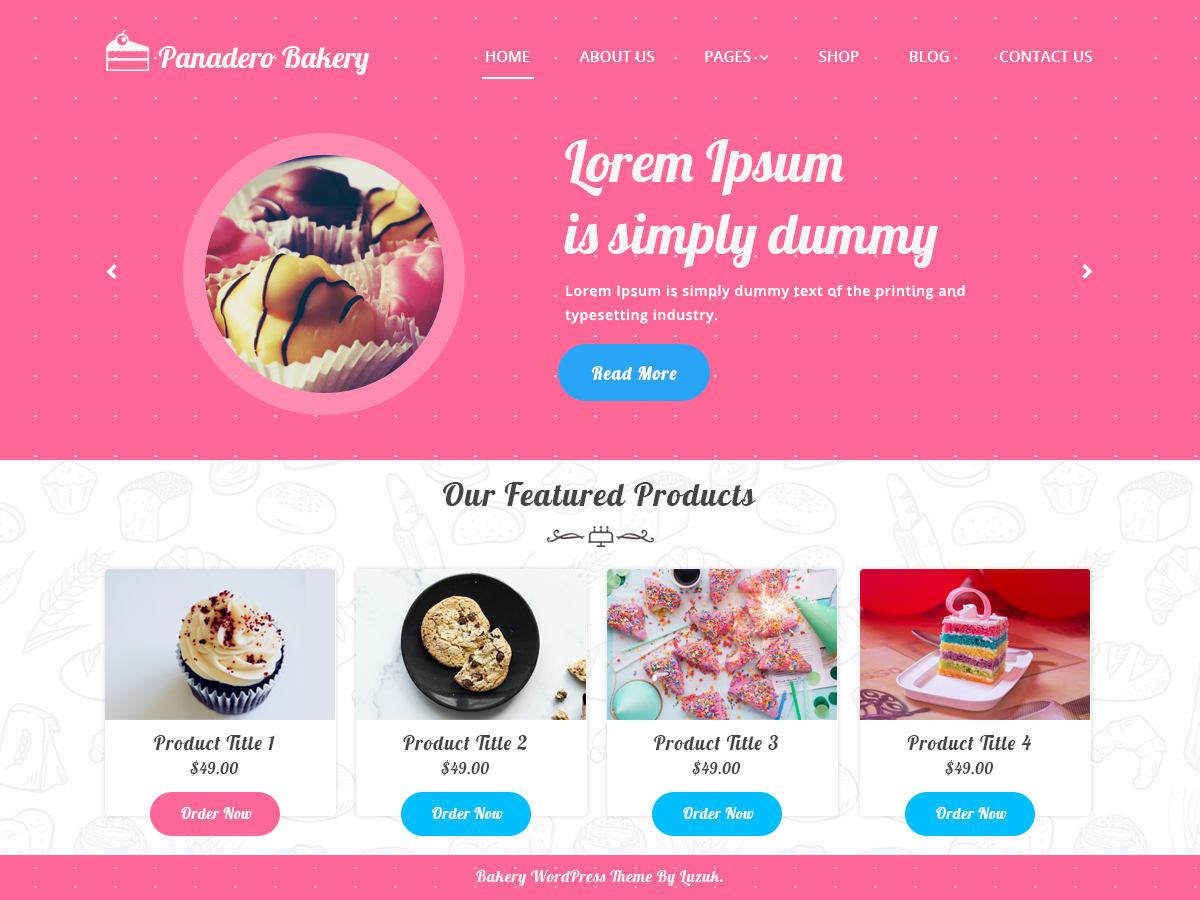 Panadero Bakery
HOME ABOUT US PAGES SHOP BLOG CONTACT US
Lorem Ipsum
is simply dummy
Lorem Ipsum is simply dummy text of the printing and
typesetting industry.
Read More
Our Featured Products
Product Title 1
$49.00
Order Now
Product Title 2
$49.00
Order Now
Product Title 3
$49.00
Order Now
Product Title 4
$49.00
Order Now
Bakery WordPress Theme By Luzuk.